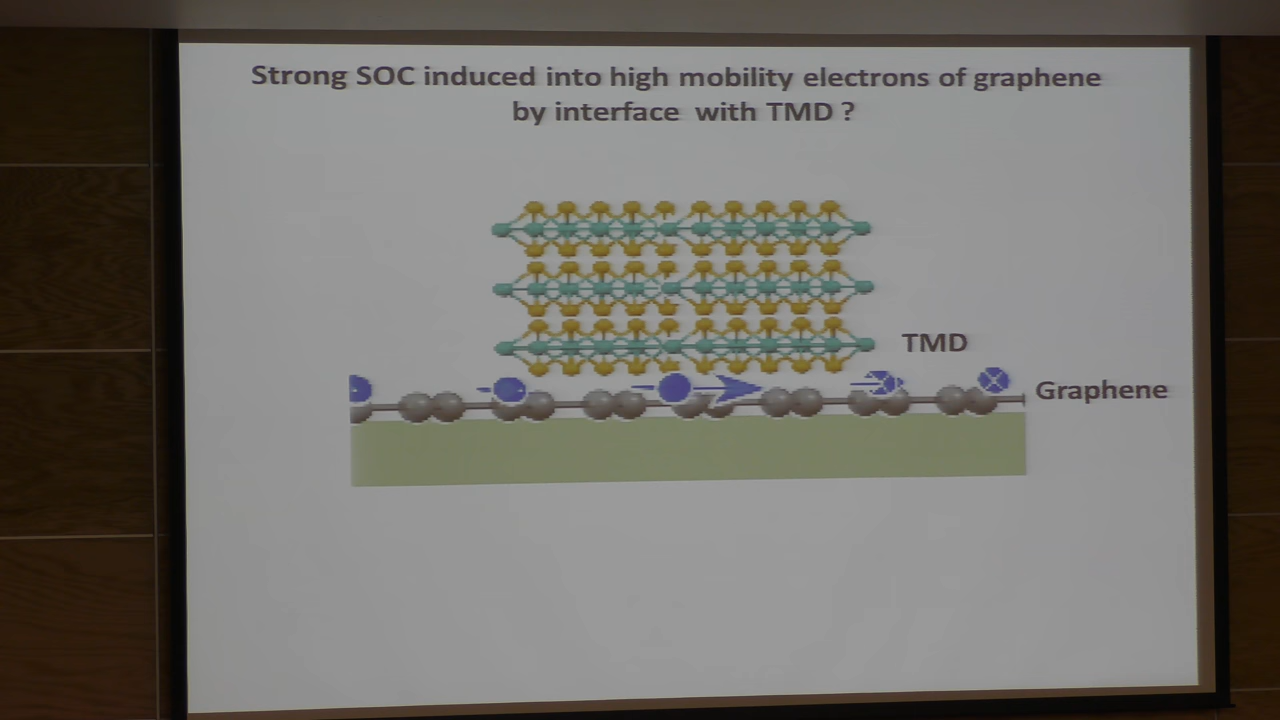 Strong SOC induced into high mobility electrons of graphene
by interface with TMD ?
TMD
Graphene